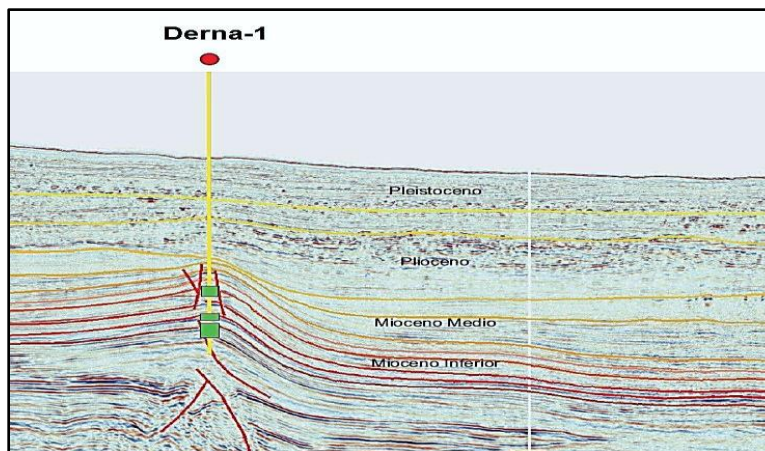 Derna-1
Pleistoceno
Plioceno
Mioceno Medio
Mioceno Inferior